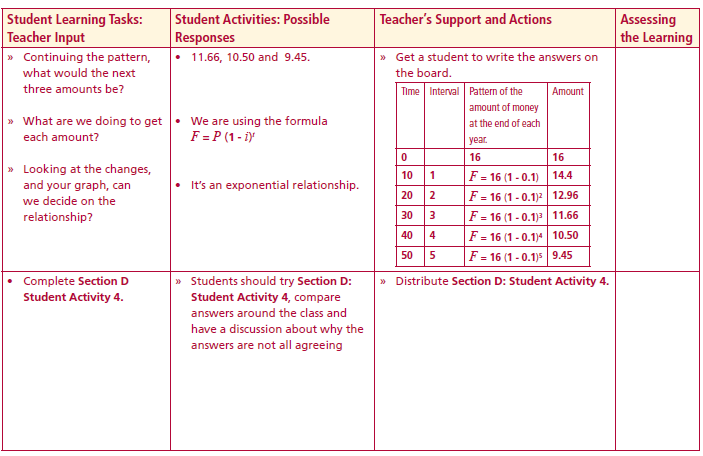 Student Learning Tasks:
Teacher Input
Student Activities: Possible
Responses
Teacher's Support and Actions
Assessing
the Learning
» Continuing the pattern,
what would the next
three amounts be?
» What are we doing to get
each amount?
» Looking at the changes,
and your graph, can
we decide on the
relationship?
• 11.66, 10.50 and 9.45.
• We are using the formula
F = P (1 - i)ᵗ
• It's an exponential relationship.
» Get a student to write the answers on
the board.
Time Interval Pattern of the
amount of money
at the end of each
year.
Amount
0 16 16
10 1 F = 16 (1 - 0.1) 14.4
20 2 F = 16 (1 - 0.1)² 12.96
30 3 F = 16 (1 - 0.1)³ 11.66
40 4 F = 16 (1 - 0.1)⁴ 10.50
50 5 F = 16 (1 - 0.1)⁵ 9.45
• Complete Section D
Student Activity 4.
» Students should try Section D:
Student Activity 4, compare
answers around the class and
have a discussion about why the
answers are not all agreeing
» Distribute Section D: Student Activity 4.